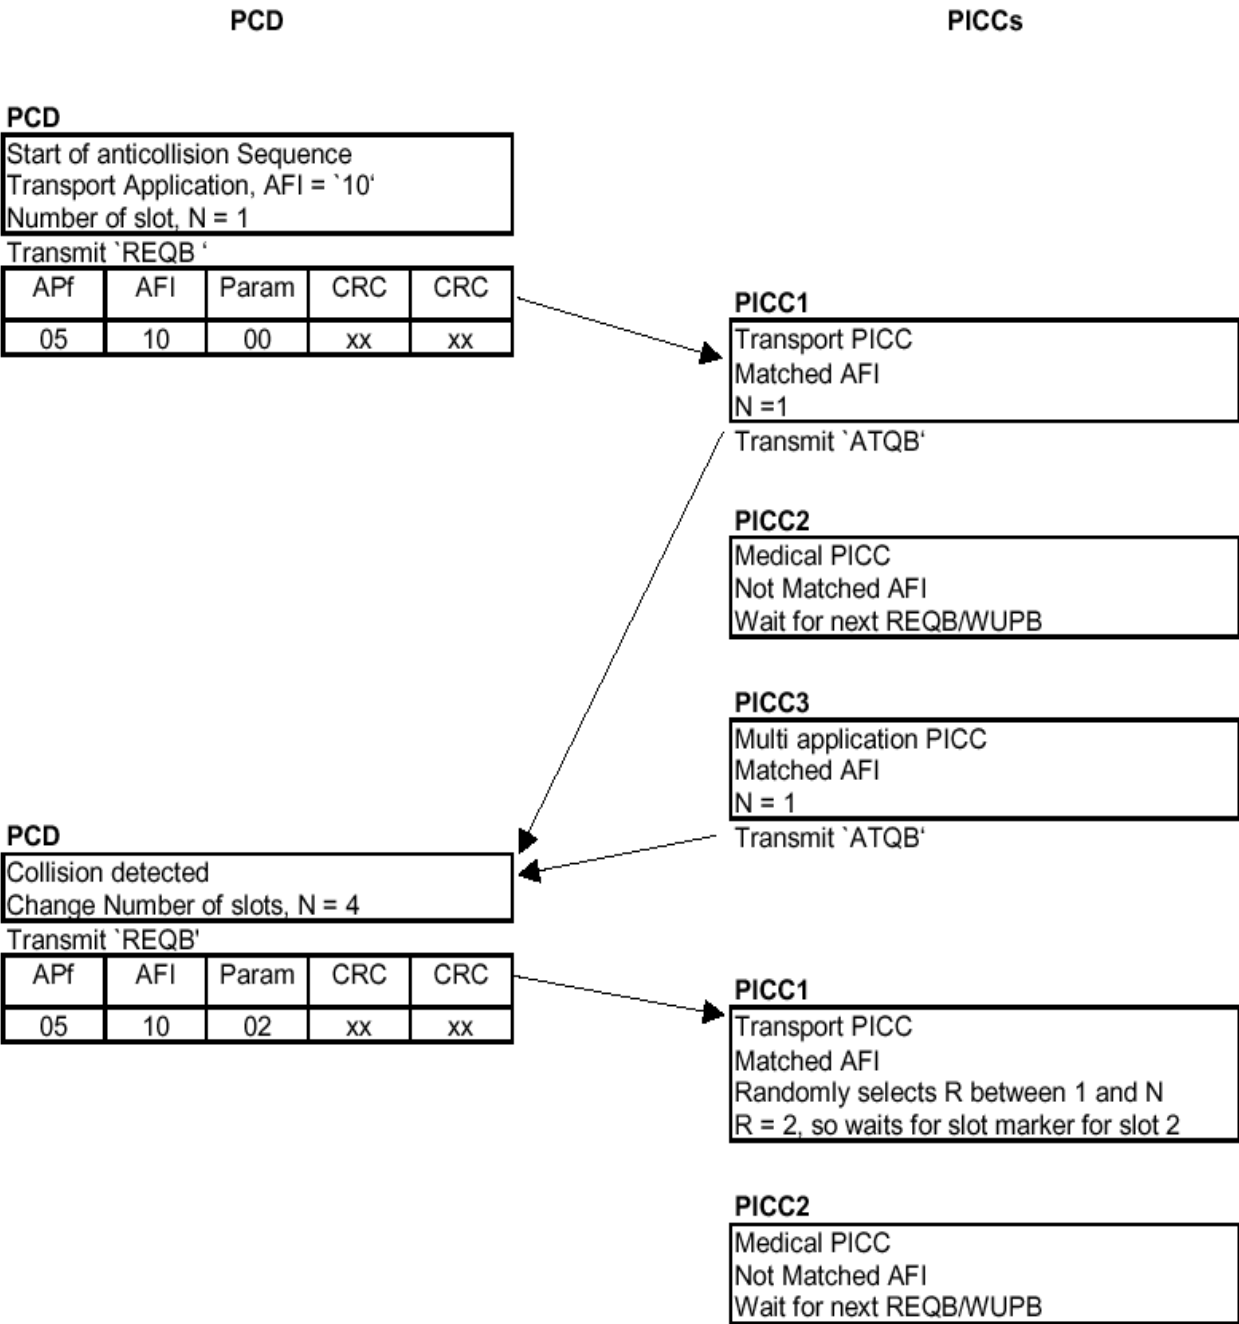 PCD PICCs
PCD
Start of anticollision Sequence
Transport Application, AFI = `10‘
Number of slot, N = 1
Transmit `REQB ‘
APf AFI Param CRC CRC
05 10 00 xx xx
PICC1
Transport PICC
Matched AFI
N =1
Transmit `ATQB‘
PICC2
Medical PICC
Not Matched AFI
Wait for next REQB/WUPB
PICC3
Multi application PICC
Matched AFI
N = 1
Transmit `ATQB‘
PCD
Collision detected
Change Number of slots, N = 4
Transmit `REQB'
APf AFI Param CRC CRC
05 10 02 xx xx
PICC1
Transport PICC
Matched AFI
Randomly selects R between 1 and N
R = 2, so waits for slot marker for slot 2
PICC2
Medical PICC
Not Matched AFI
Wait for next REQB/WUPB